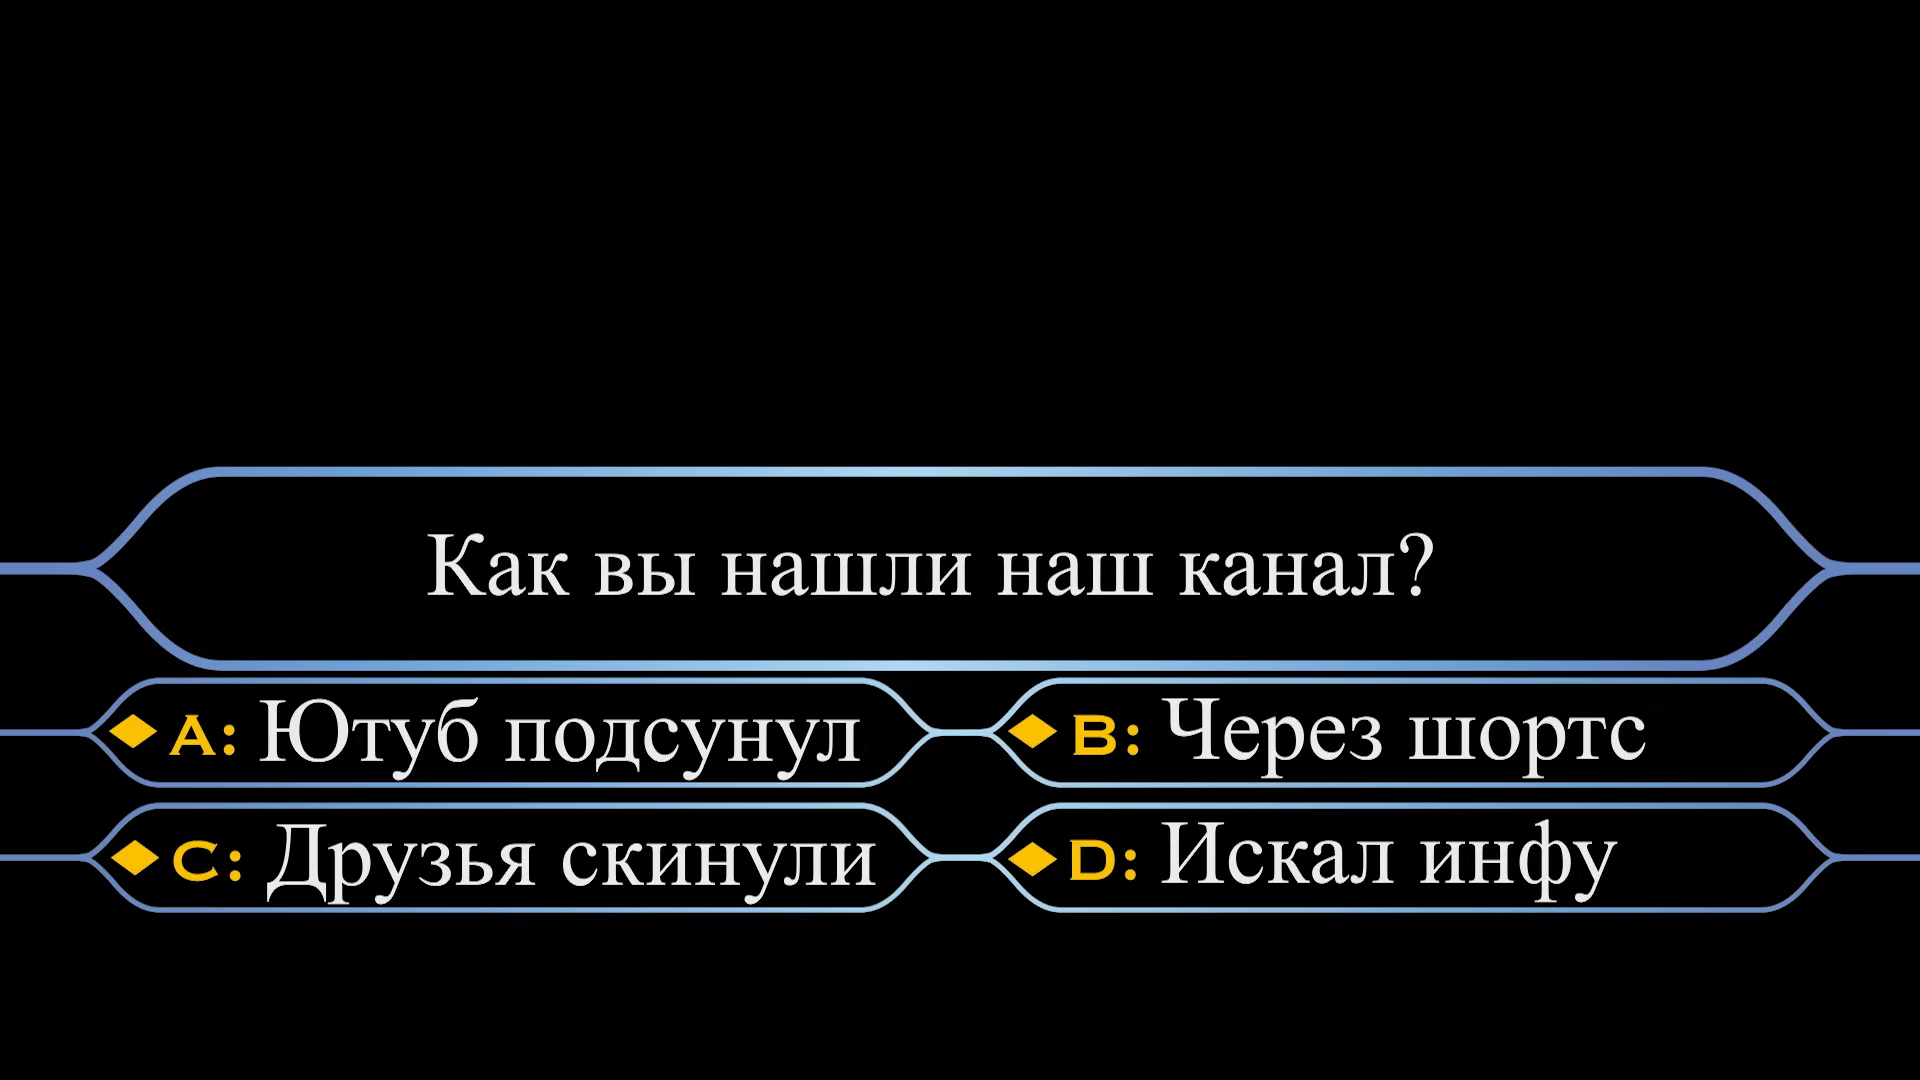 Как вы нашли наш канал?
A: Ютуб подсунул
B: Через шортс
C: Друзья скинули
D: Искал инфу